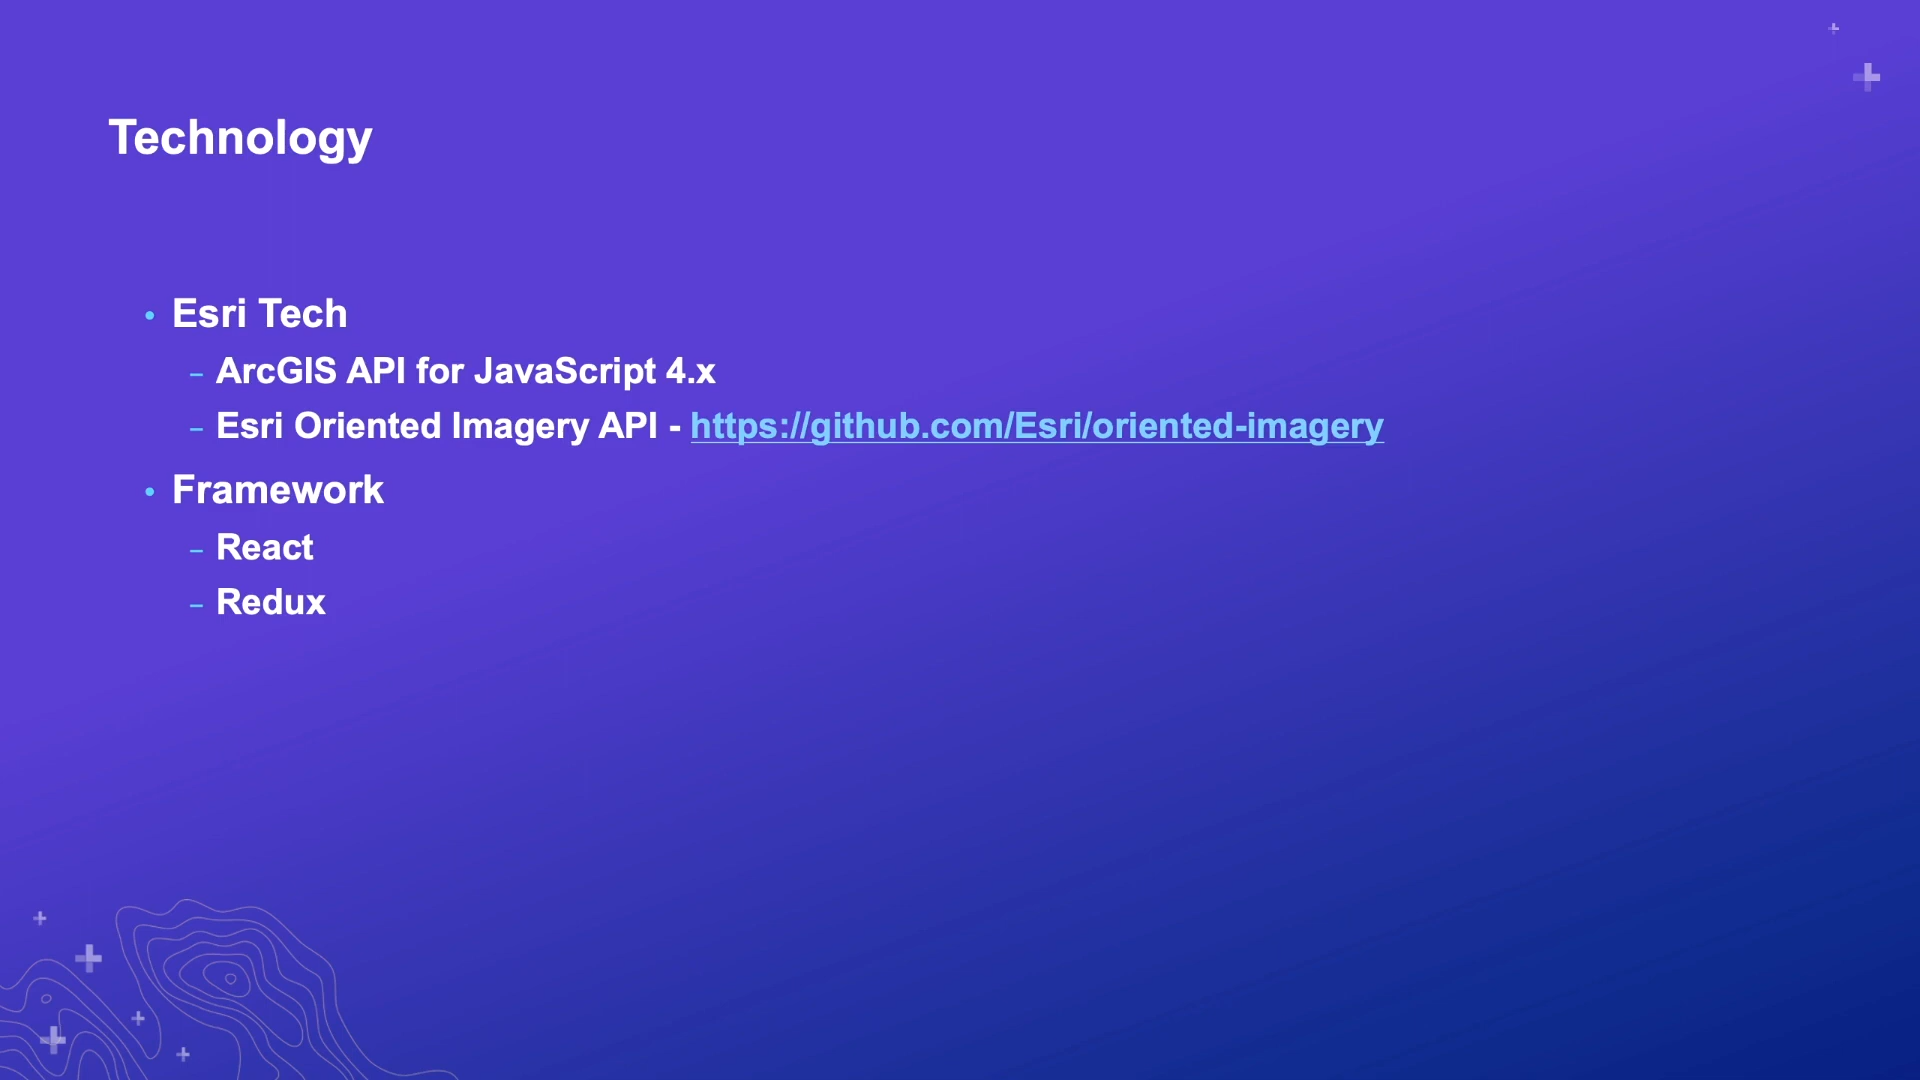 Technology
• Esri Tech
– ArcGIS API for JavaScript 4.x
– Esri Oriented Imagery API - https://github.com/Esri/oriented-imagery
• Framework
– React
– Redux